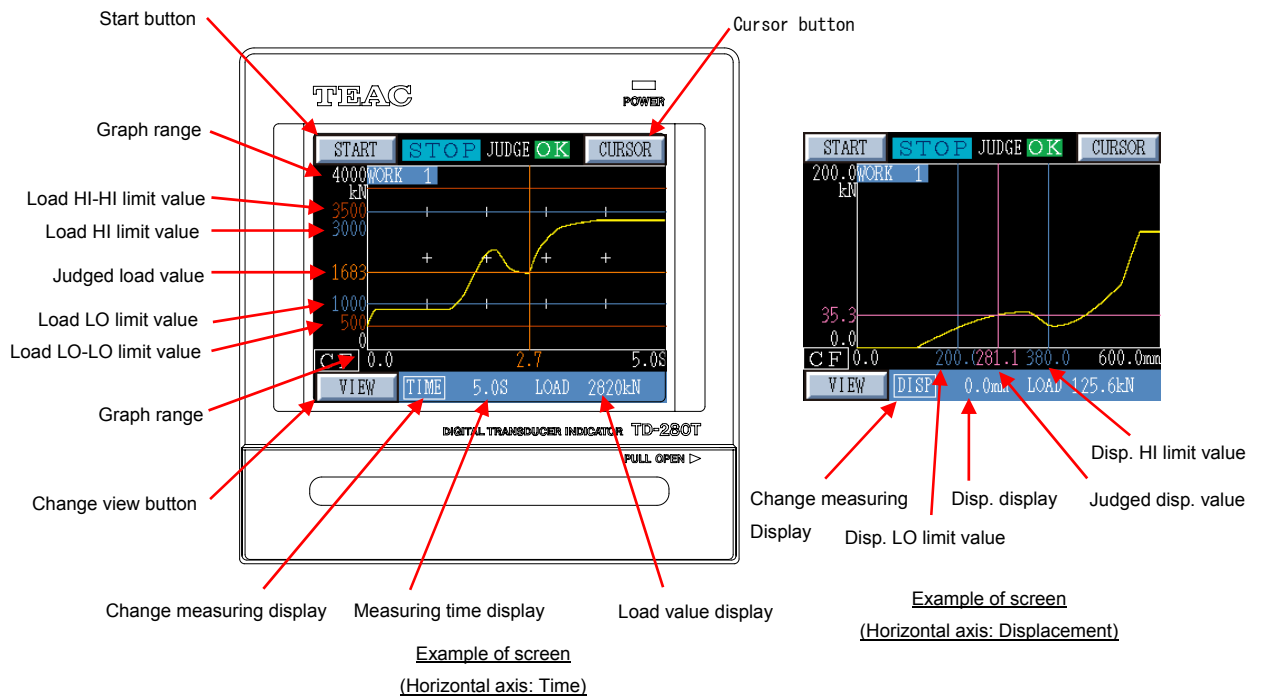 Start button
Cursor button
TEAC
POWER
Graph range
START STOP JUDGE OK CURSOR
4000 WORK 1
kN
Load HI-HI limit value
3500
Load HI limit value
3000
Judged load value
1683
Load LO limit value
1000
Load LO-LO limit value
500
0
CF 0.0 2.7 5.0S
Graph range
VIEW TIME 5.0S LOAD 2820kN
DIGITAL TRANSDUCER INDICATOR TD-280T
PULL OPEN ▷
Change view button
Change measuring display
Measuring time display
Load value display
Example of screen
(Horizontal axis: Time)
START STOP JUDGE OK CURSOR
200.0 WORK 1
kN
35.3
0.0
CF 0.0 200.0 281.1 380.0 600.0mm
VIEW DISP 0.0mm LOAD 125.6kN
Disp. HI limit value
Change measuring
Display
Disp. display
Judged disp. value
Disp. LO limit value
Example of screen
(Horizontal axis: Displacement)